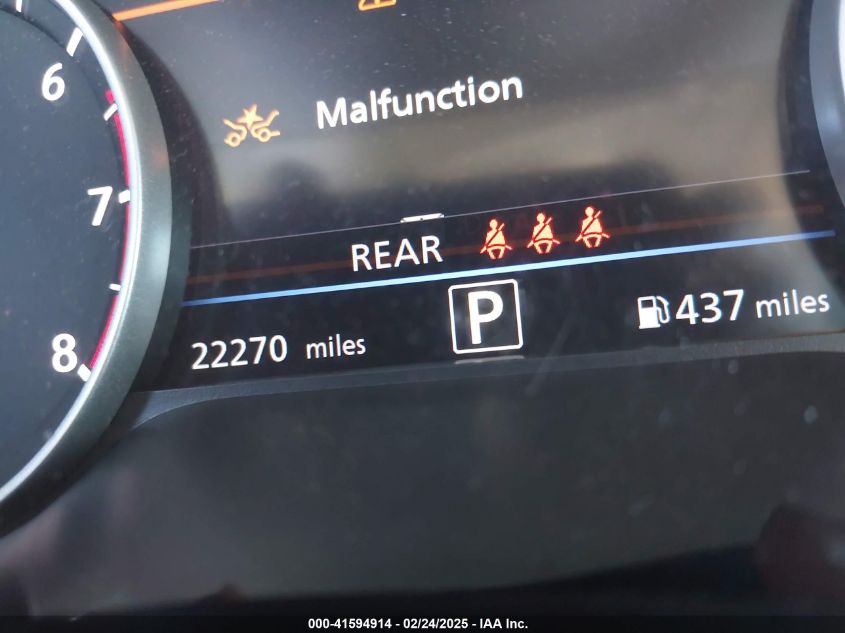 6
Malfunction
7
REAR
P
437 miles
22270 miles
8
000-41594914 - 02/24/2025 - IAA Inc.